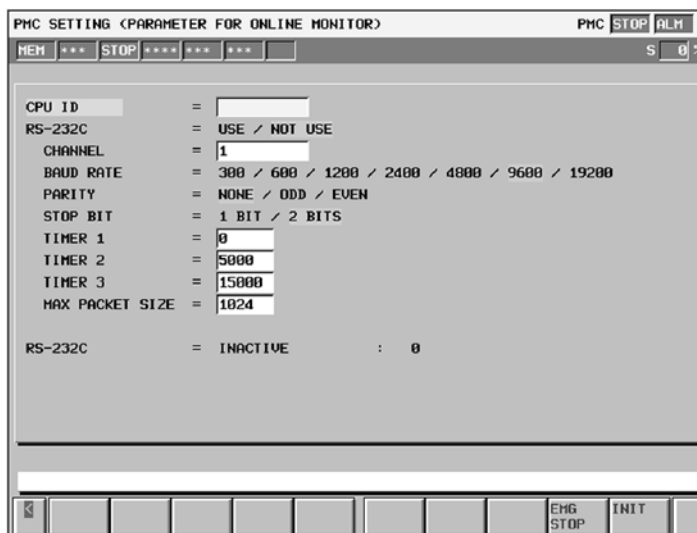 PMC SETTING (PARAMETER FOR ONLINE MONITOR) PMC STOP ALM
MEM *** STOP **** *** *** S 0 %
CPU ID =
RS-232C = USE / NOT USE
CHANNEL = 1
BAUD RATE = 300 / 600 / 1200 / 2400 / 4800 / 9600 / 19200
PARITY = NONE / ODD / EVEN
STOP BIT = 1 BIT / 2 BITS
TIMER 1 = 0
TIMER 2 = 5000
TIMER 3 = 15000
MAX PACKET SIZE = 1024
RS-232C = INACTIVE : 0
< EMG STOP INIT